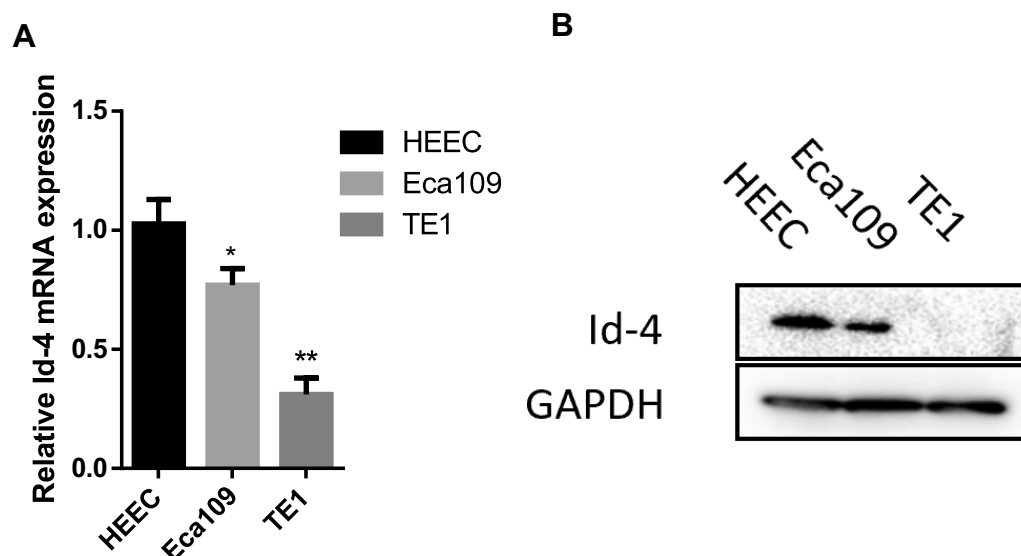 A
Relative Id-4 mRNA expression
1.5
1.0
0.5
0.0
*
**
HEEC
Eca109
TE1
HEEC
Eca109
TE1
B
HEEC
Eca109
TE1
Id-4
GAPDH